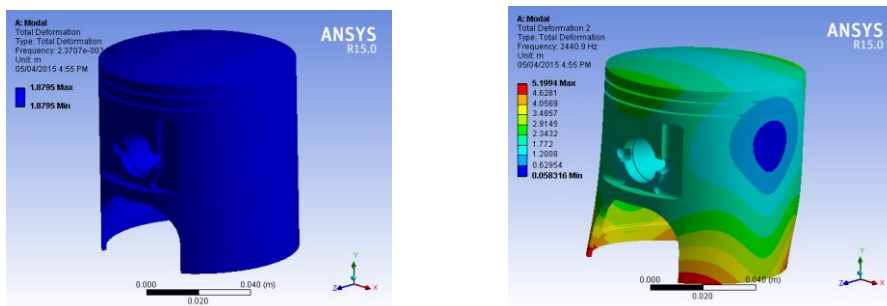 A: Modal
Total Deformation
Type: Total Deformation
Frequency: 2.3707e-003
Unit: m
05/04/2015 4:55 PM
1.8795 Max
1.8795 Min
ANSYS
R15.0
0.000
0.040 (m)
0.020
Y
Z
X
A: Modal
Total Deformation 2
Type: Total Deformation
Frequency: 2440.9 Hz
Unit: m
05/04/2015 4:55 PM
5.1994 Max
4.6281
4.0569
3.4857
2.9145
2.3432
1.772
1.2008
0.62954
0.058316 Min
ANSYS
R15.0
0.000
0.040 (m)
0.020
Y
Z
X